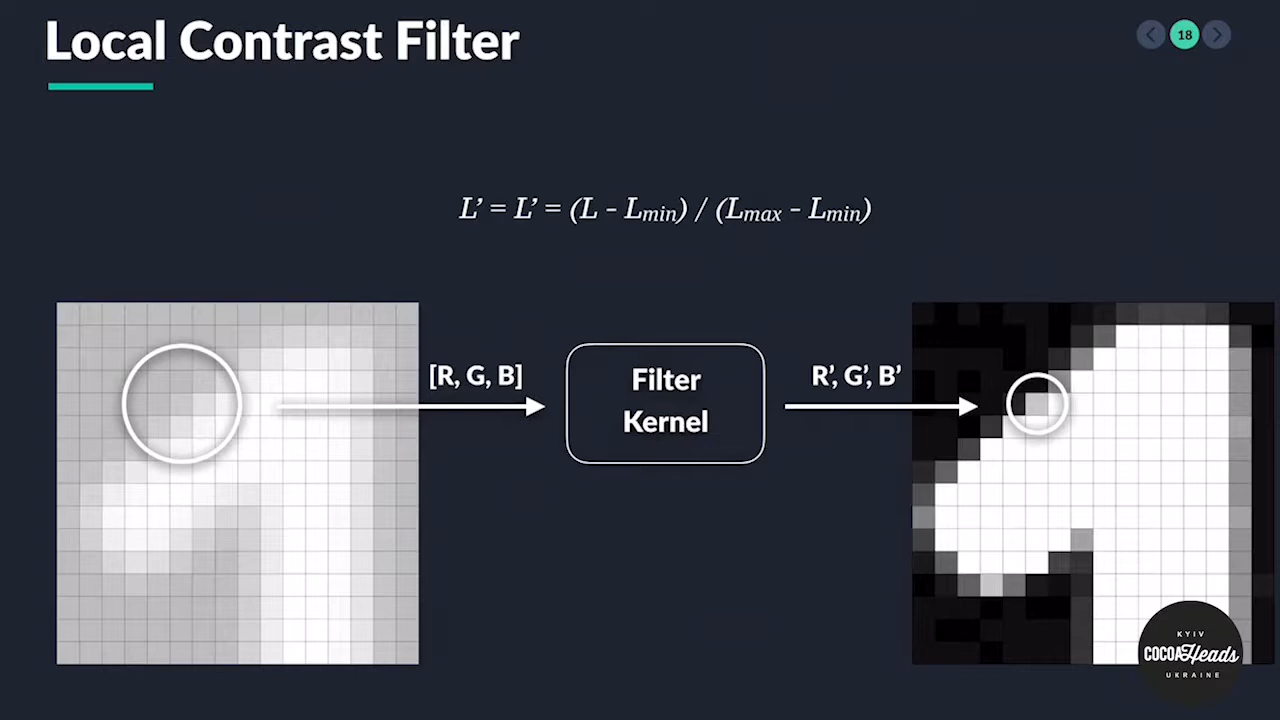 Local Contrast Filter
18
L’ = L’ = (L - Lmin) / (Lmax - Lmin)
[R, G, B]
Filter
Kernel
R’, G’, B’
KYIV
COCOAHeads
UKRAINE